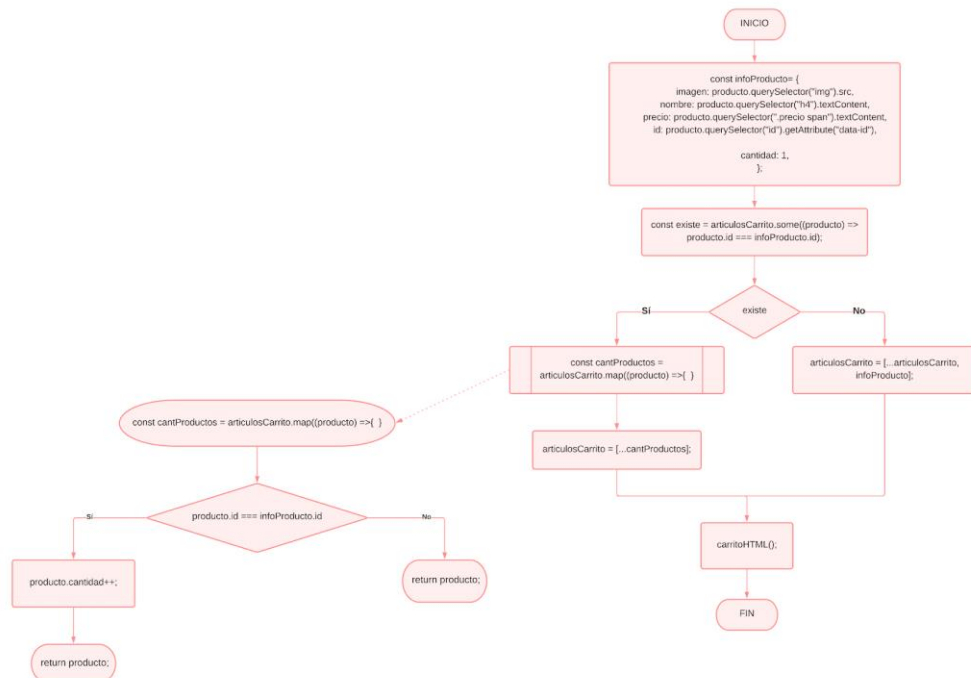 INICIO
const infoProducto= {
imagen: producto.querySelector("img").src,
nombre: producto.querySelector("h4").textContent,
precio: producto.querySelector(".precio span").textContent,
id: producto.querySelector("id").getAttribute("data-id"),
cantidad: 1,
};
const existe = articulosCarrito.some((producto) =>
producto.id === infoProducto.id);
existe
Sí
No
const cantProductos =
articulosCarrito.map((producto) =>{  }
articulosCarrito = [...articulosCarrito,
infoProducto];
const cantProductos = articulosCarrito.map((producto) =>{  }
articulosCarrito = [...cantProductos];
producto.id === infoProducto.id
Sí
No
carritoHTML();
producto.cantidad++;
return producto;
FIN
return producto;